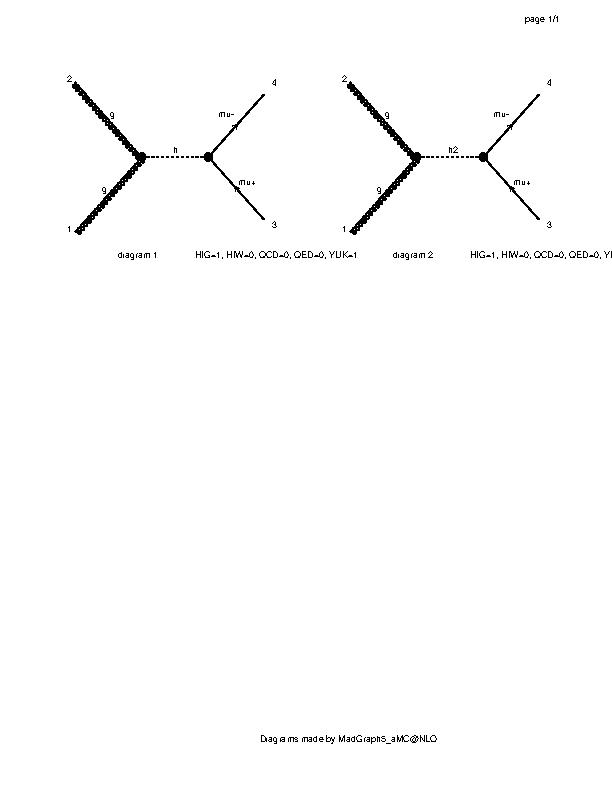 page 1/1
2
g
g
1
h
mu-
mu+
4
3
diagram 1
HIG=1, HIW=0, QCD=0, QED=0, YUK=1
2
g
g
1
h2
mu-
mu+
4
3
diagram 2
HIG=1, HIW=0, QCD=0, QED=0, YI
Diagrams made by MadGraph5_aMC@NLO